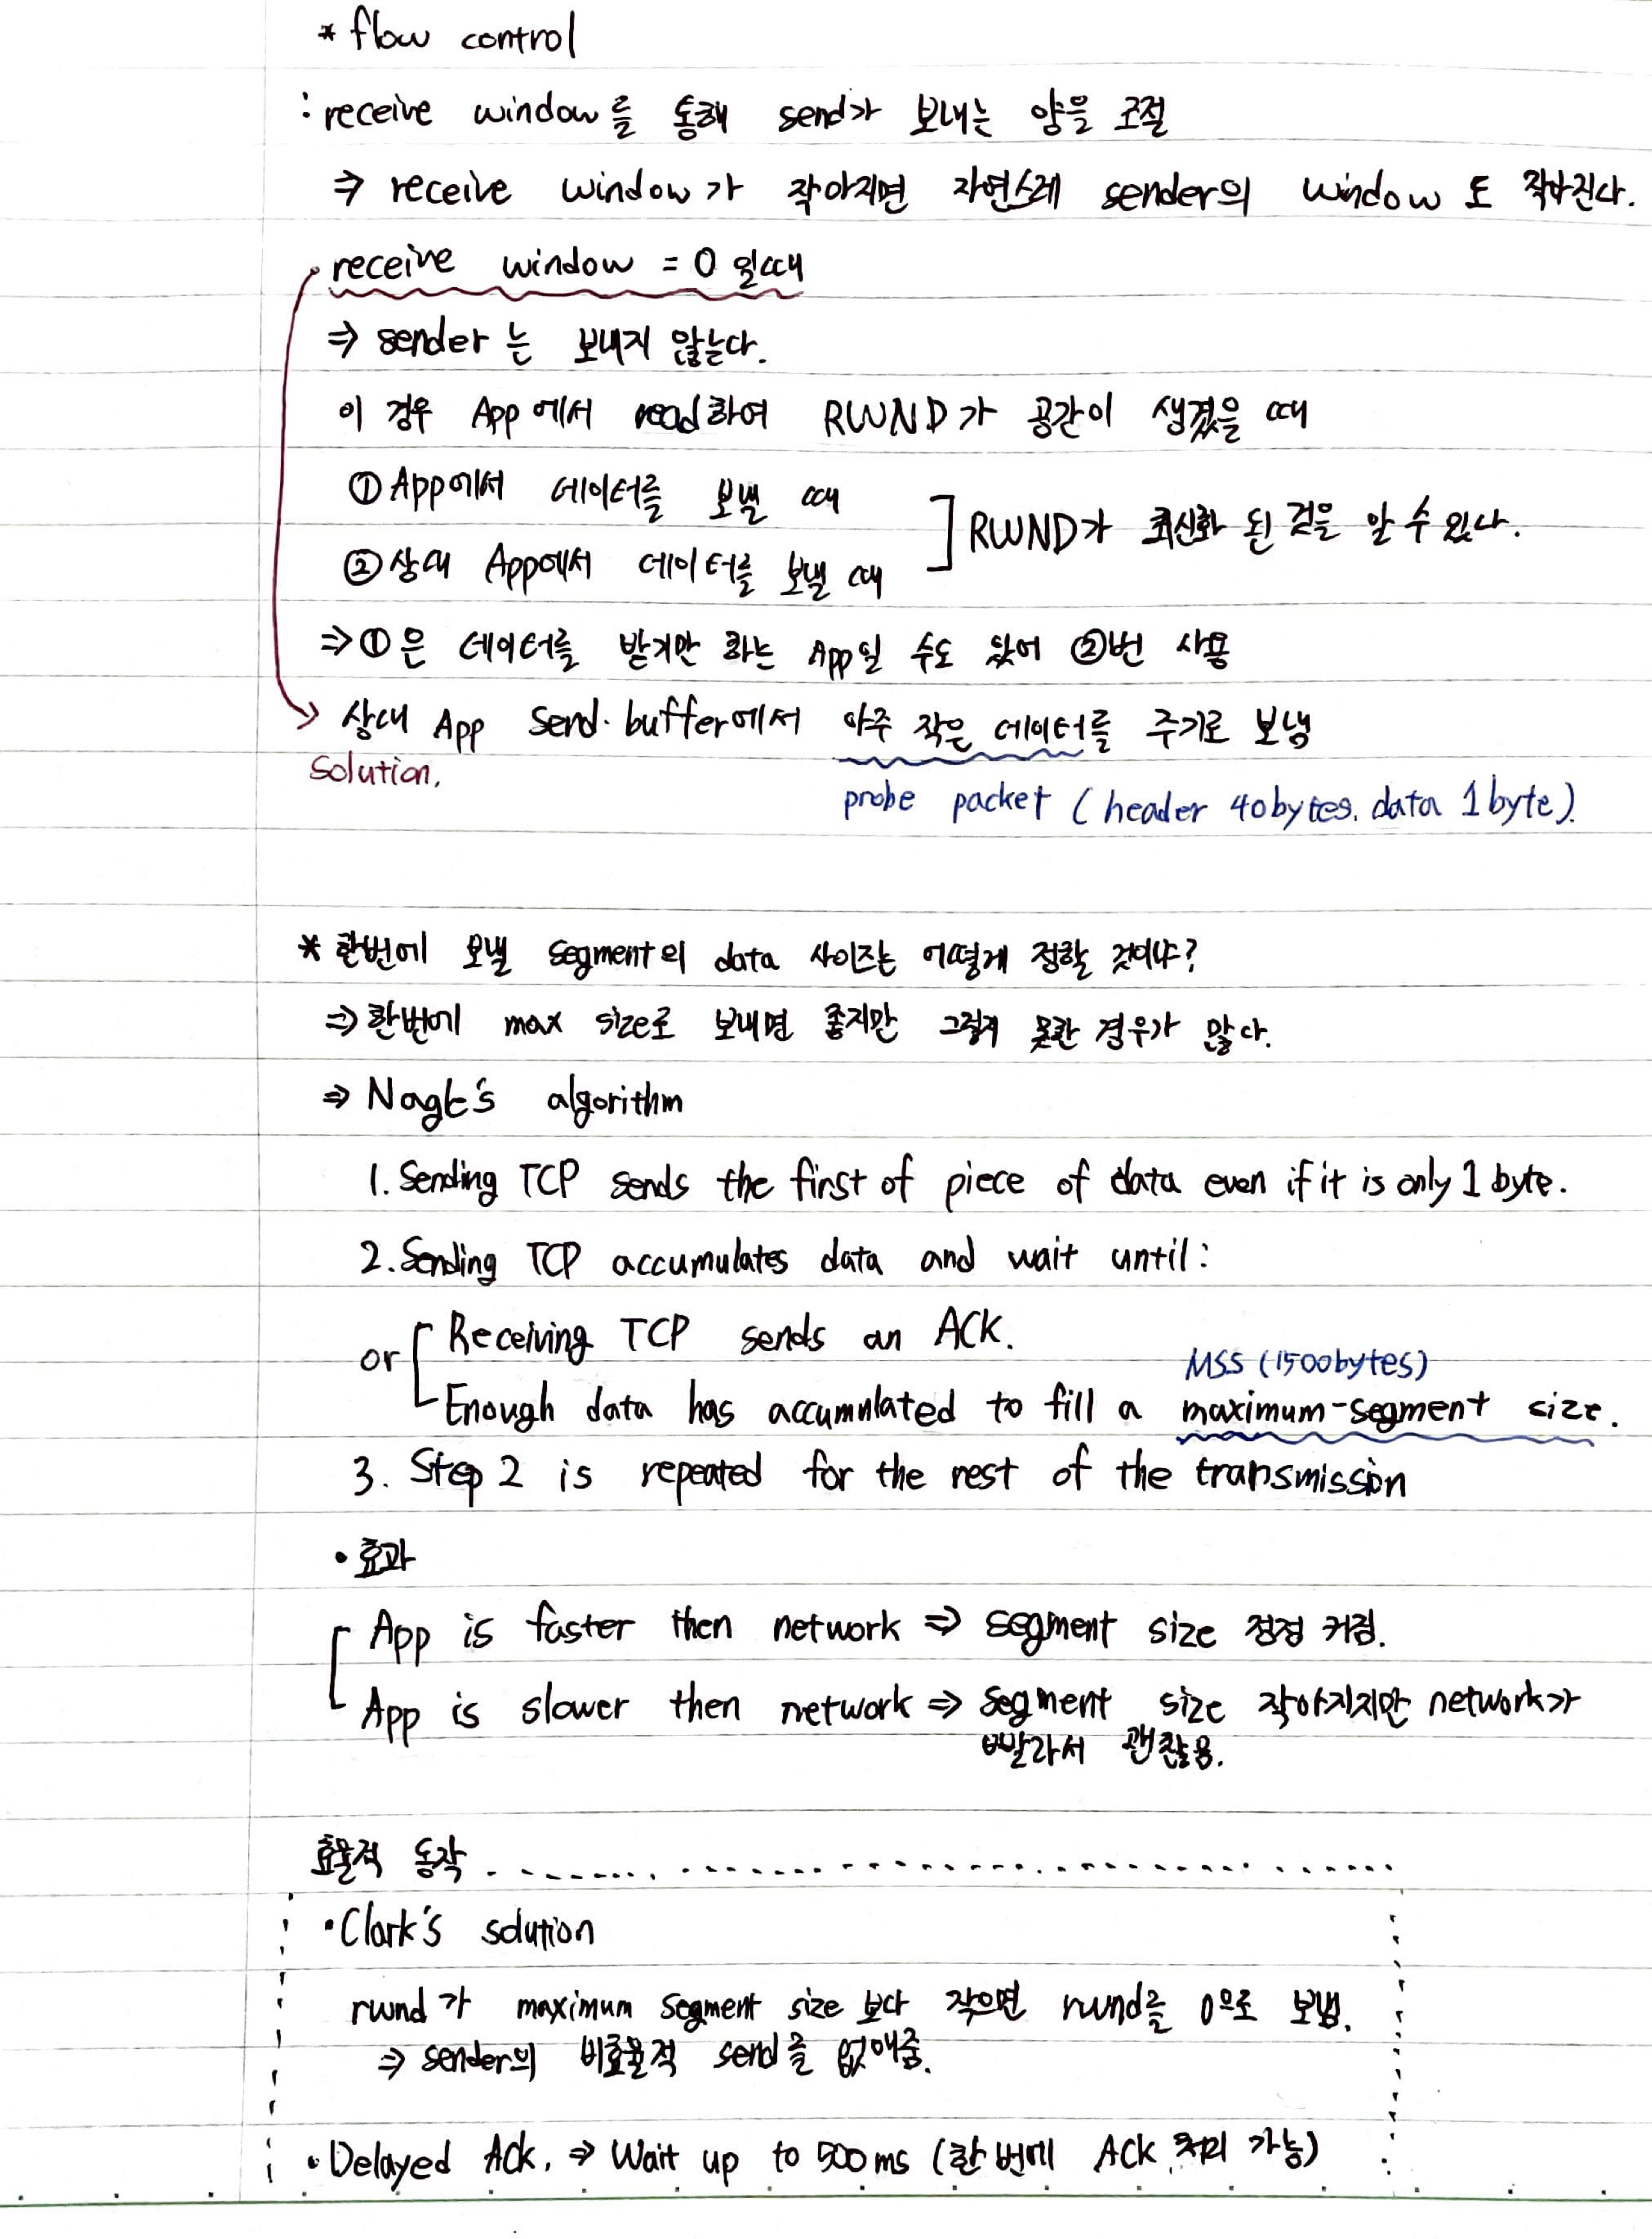 * flow control
: receive window를 통해 send가 보내는 양을 조절
⇒ receive window가 작아지면 자연스레 sender의 window도 작아진다.
• receive window = 0 일때
⇒ sender는 보내지 않는다.
이 경우 App에서 read하여 RWND가 공간이 생겼을 때
① App에서 데이터를 보낼 때
② 상대 App에서 데이터를 보낼 때
] RWND가 최신화 된 것을 알 수 있다.
⇒ ①은 데이터를 받기만 하는 App일 수도 있어 ②번 사용
→ 상대 App send buffer에서 아주 작은 데이터를 주기로 보냄
Solution.
probe packet (header 40bytes. data 1byte).
* 한번에 보낼 segment의 data 사이즈는 어떻게 정할 것이냐?
⇒ 한번에 max size로 보내면 좋지만 그렇게 못한 경우가 많다.
⇒ Nagle's algorithm
1. Sending TCP sends the first of piece of data even if it is only 1 byte.
2. Sending TCP accumulates data and wait until:
or [ Receiving TCP sends an ACK.
MSS (1500bytes)
Enough data has accumulated to fill a maximum-segment size.
3. Step 2 is repeated for the rest of the transmission
• 효과
App is faster then network ⇒ segment size 점점 커짐.
App is slower then network ⇒ segment size 작아지지만 network가
빨라서 괜찮음.
효율적 동작
• Clark's solution
rwnd가 maximum segment size 보다 작으면 rwnd를 0으로 보냄.
⇒ sender의 비효율적 send를 없애줌.
• Delayed Ack. ⇒ Wait up to 500ms (한 번에 ACK 처리 가능)